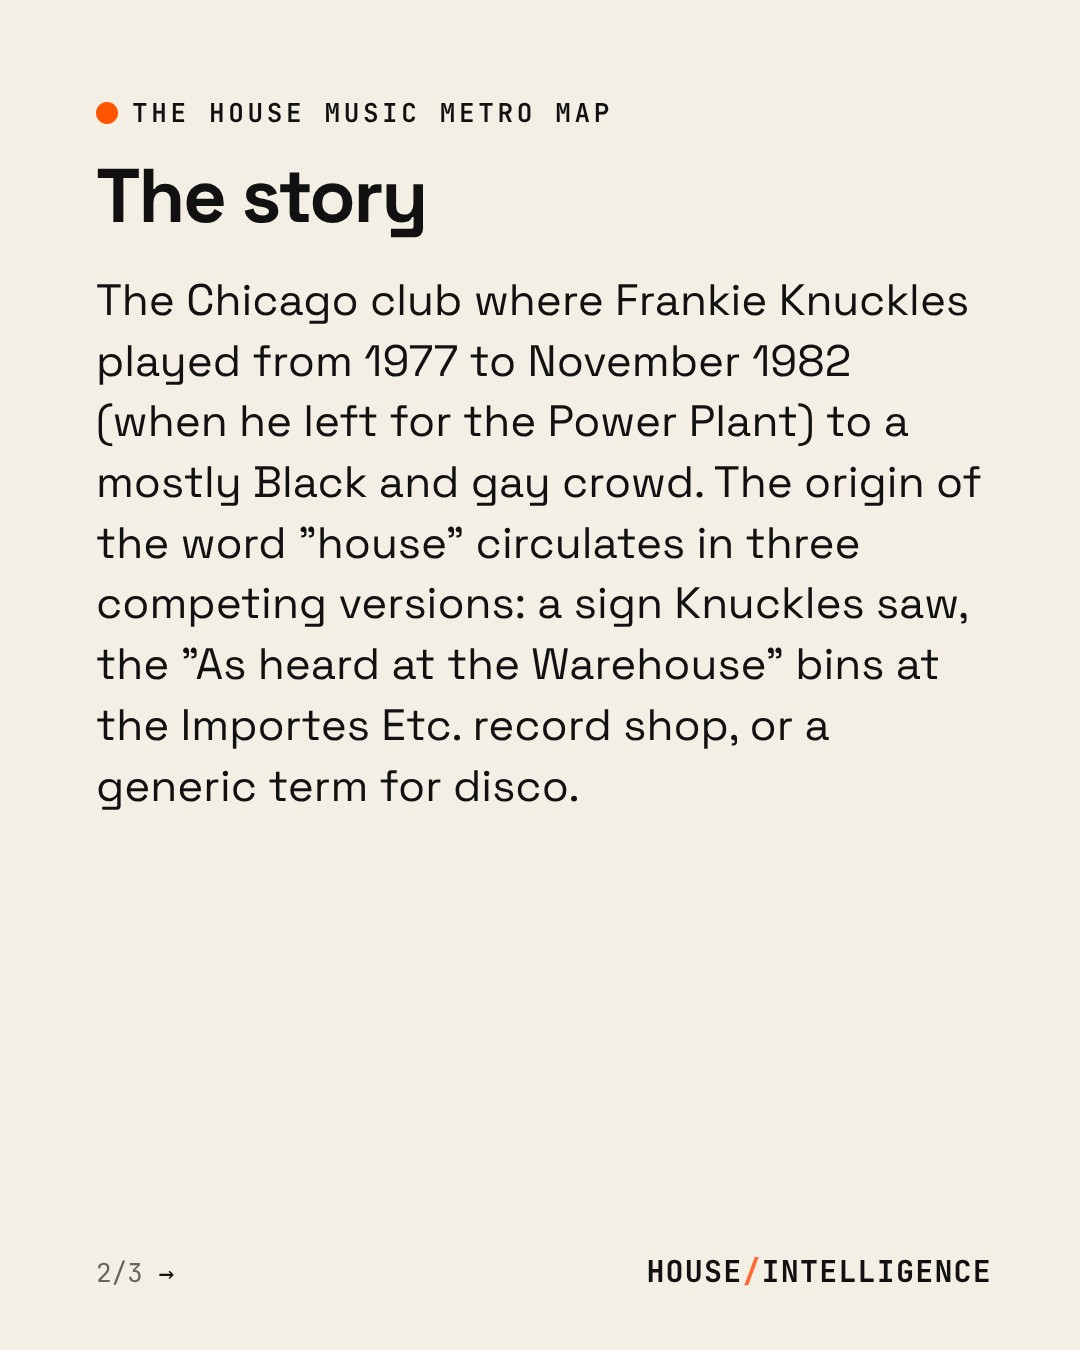 THE HOUSE MUSIC METRO MAP
The story
The Chicago club where Frankie Knuckles
played from 1977 to November 1982
(when he left for the Power Plant) to a
mostly Black and gay crowd. The origin of
the word ”house” circulates in three
competing versions: a sign Knuckles saw,
the ”As heard at the Warehouse” bins at
the Importes Etc. record shop, or a
generic term for disco.
2/3 →
HOUSE/INTELLIGENCE